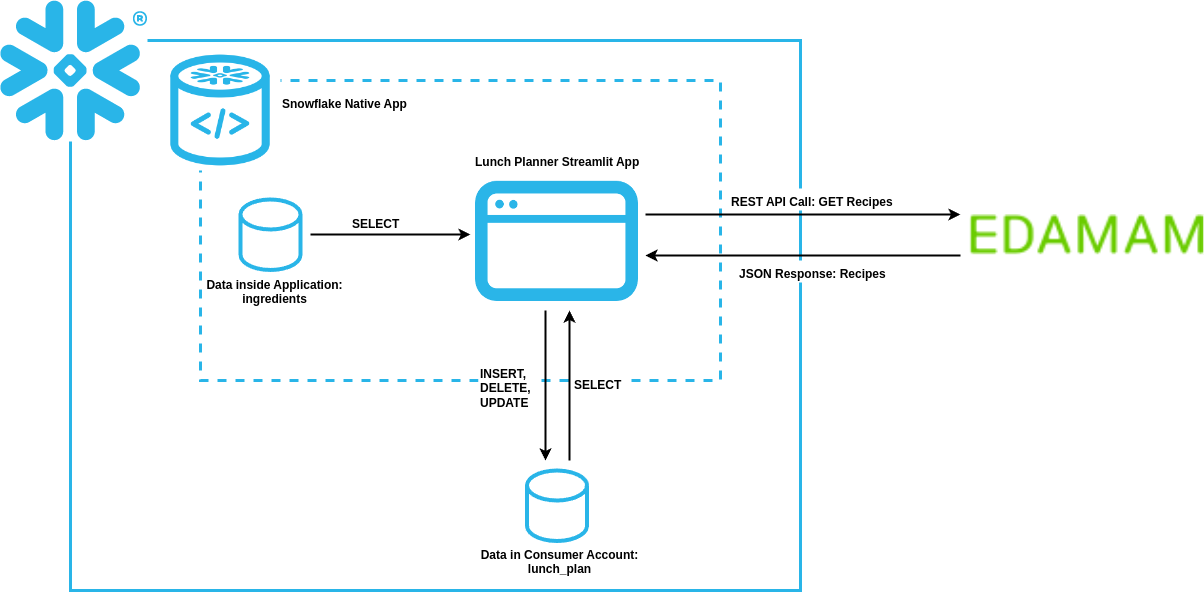 ®
Snowflake Native App
</>
Lunch Planner Streamlit App
SELECT
REST API Call: GET Recipes
EDAMAM
JSON Response: Recipes
Data inside Application:
ingredients
INSERT,
DELETE,
UPDATE
SELECT
Data in Consumer Account:
lunch_plan